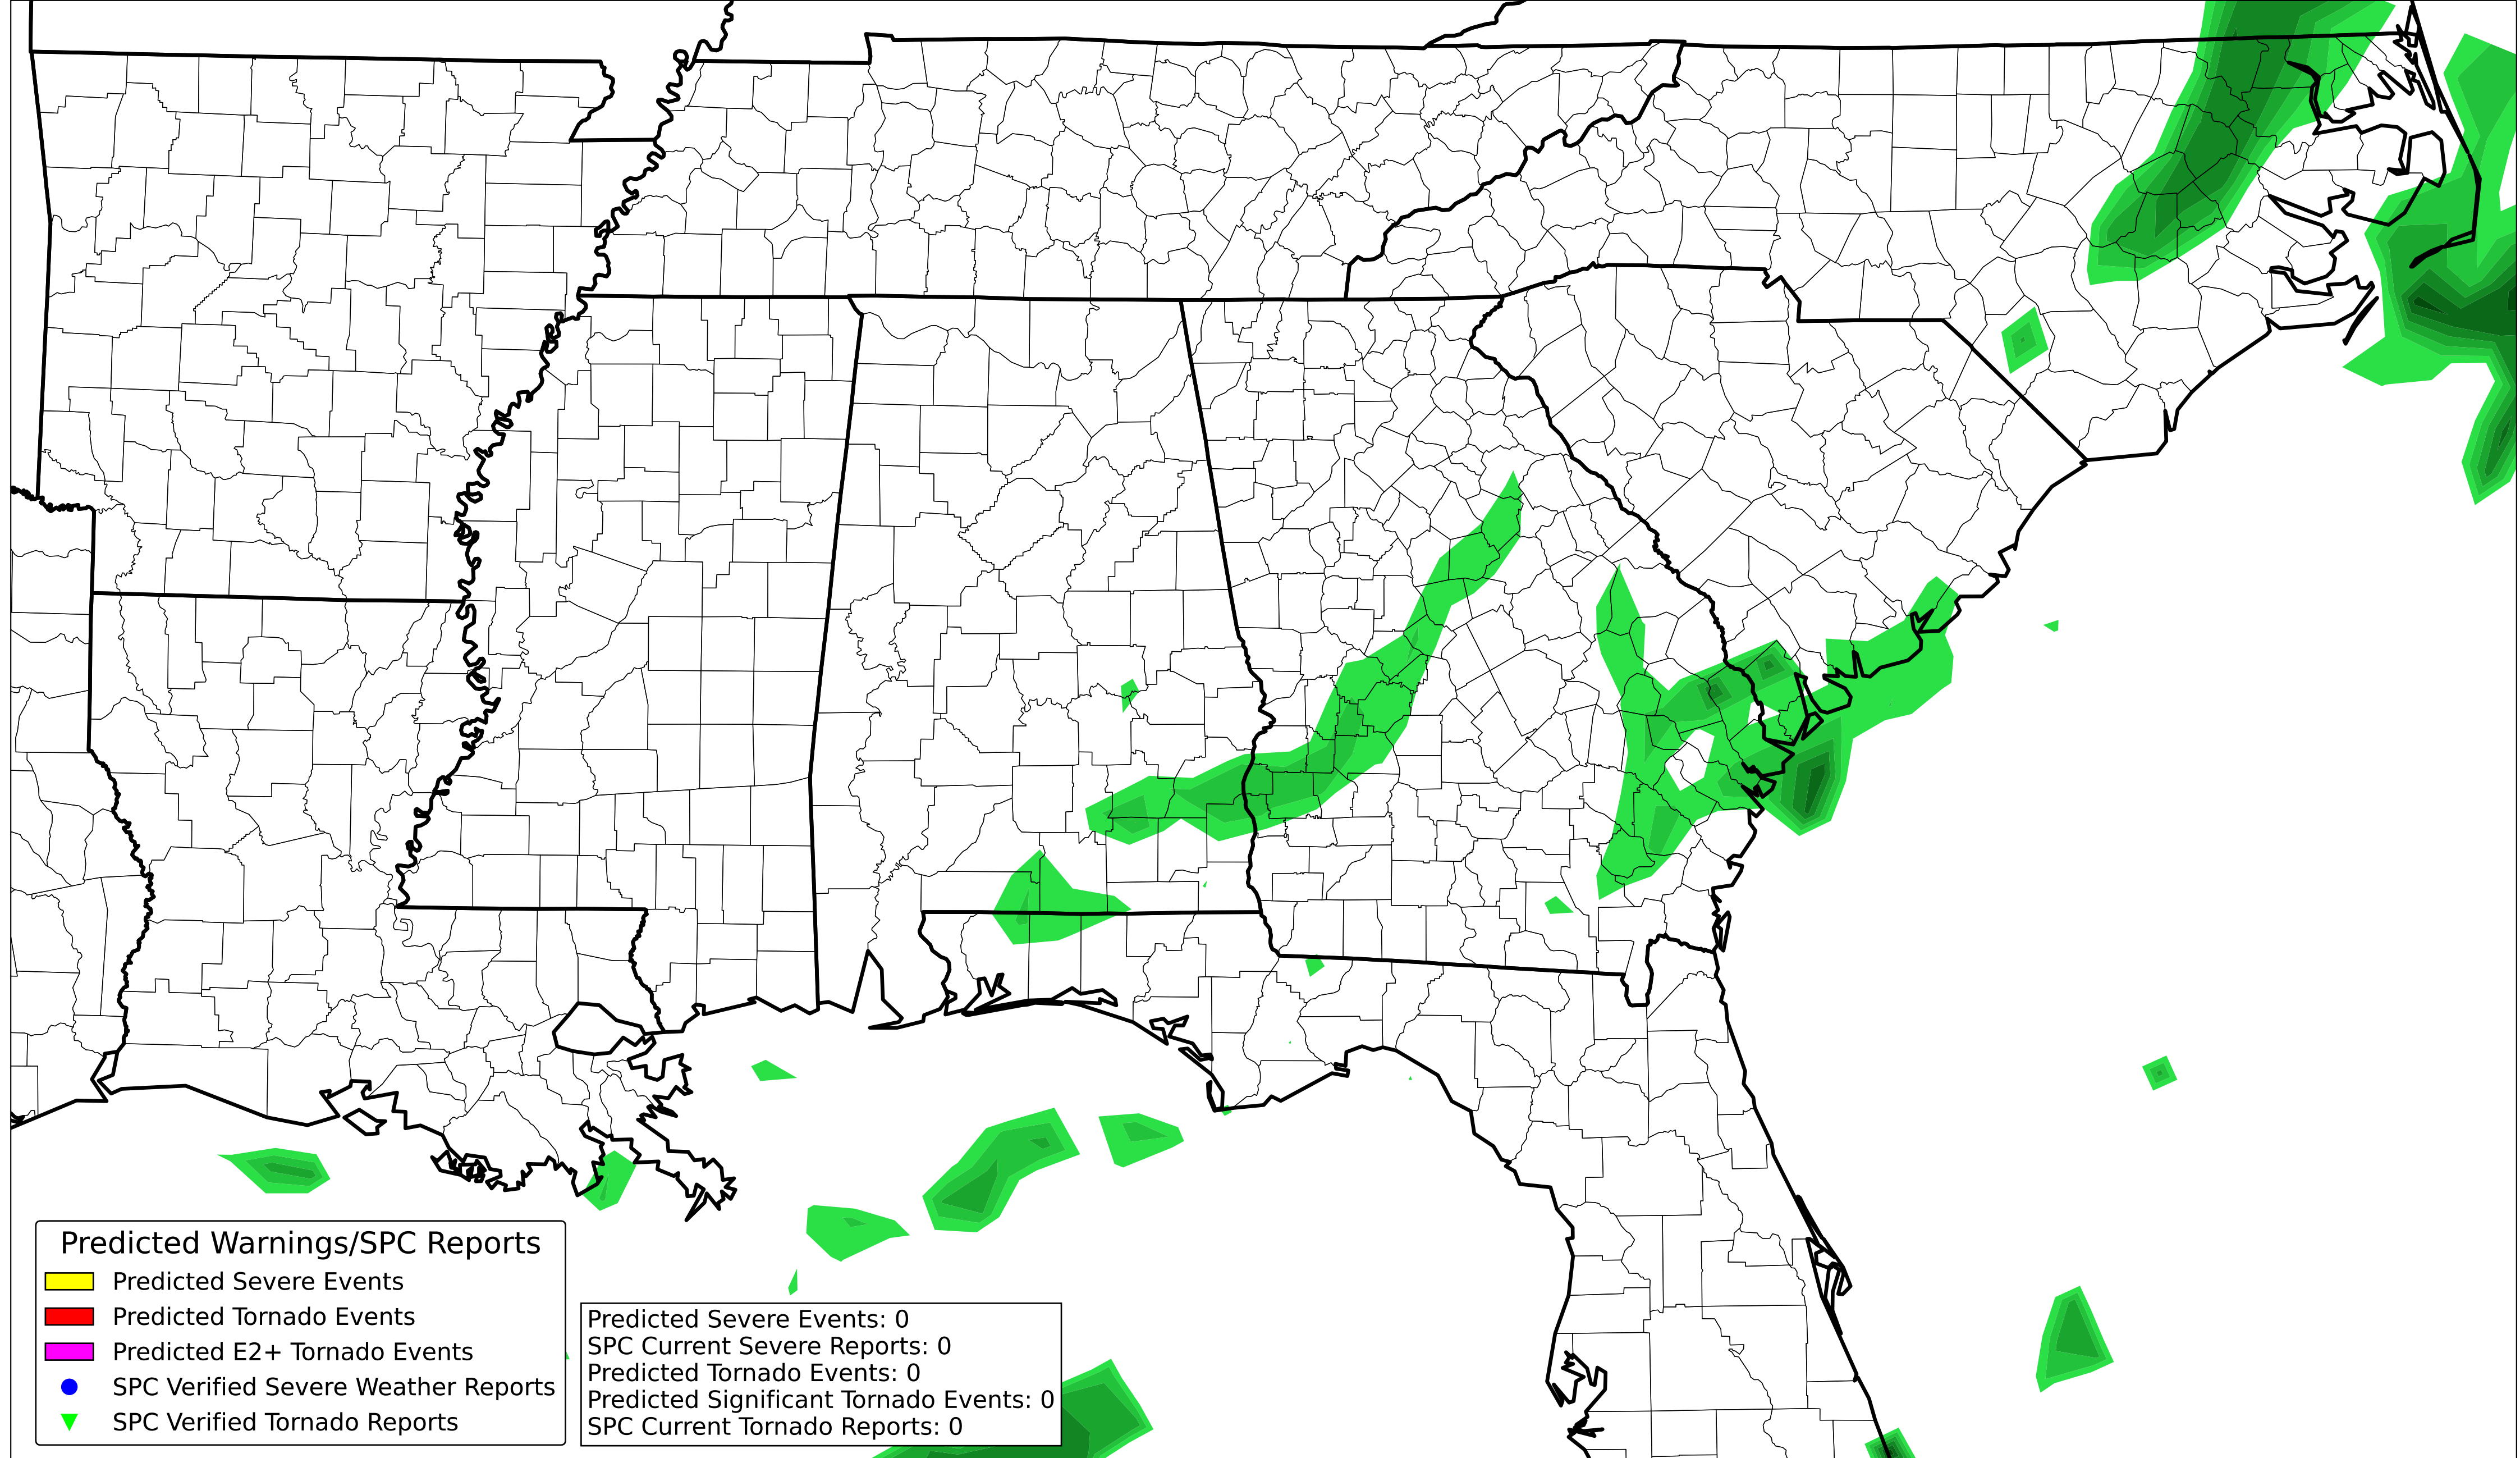 Predicted Warnings/SPC Reports
Predicted Severe Events
Predicted Tornado Events
Predicted E2+ Tornado Events
SPC Verified Severe Weather Reports
SPC Verified Tornado Reports
Predicted Severe Events: 0
SPC Current Severe Reports: 0
Predicted Tornado Events: 0
Predicted Significant Tornado Events: 0
SPC Current Tornado Reports: 0